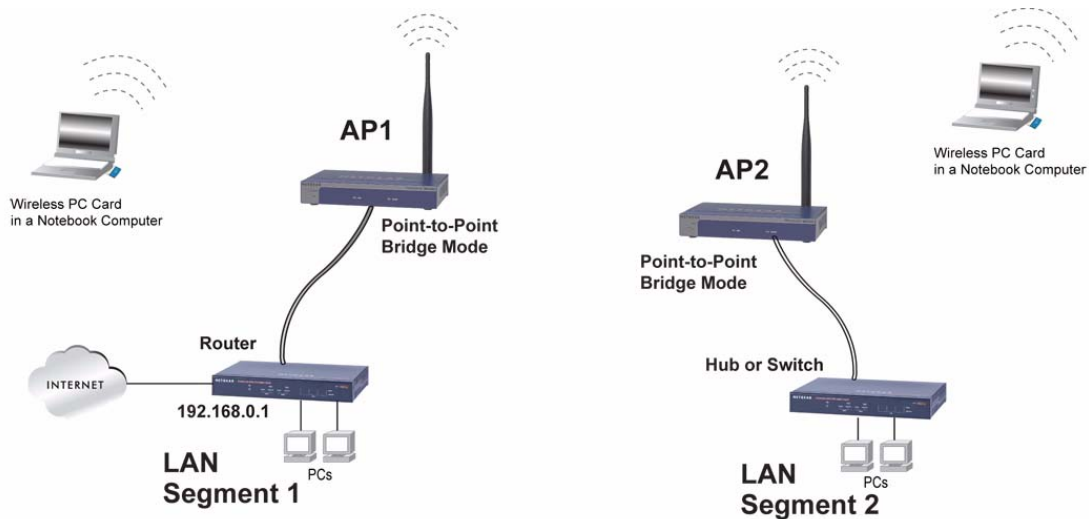 AP1
AP2
Wireless PC Card
in a Notebook Computer
Wireless PC Card
in a Notebook Computer
Point-to-Point
Bridge Mode
Point-to-Point
Bridge Mode
Router
Hub or Switch
INTERNET
NETGEAR
192.168.0.1
NETGEAR
LAN
Segment 1
PCs
LAN
Segment 2
PCs